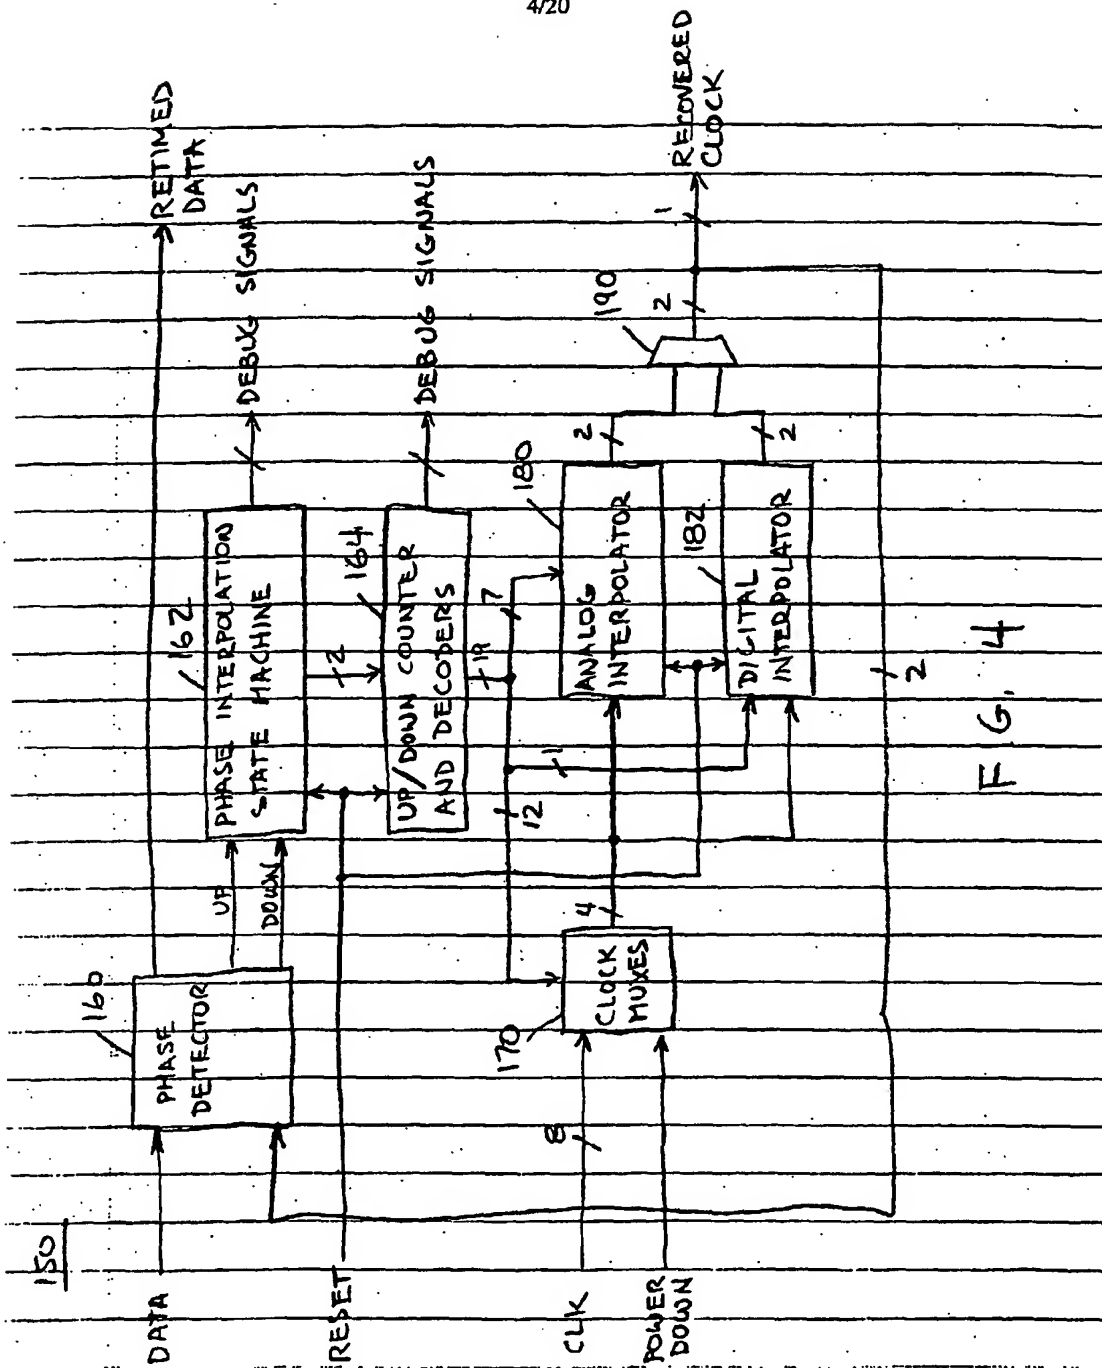 4/20
150
DATA
RESET
CLK
POWER
DOWN
160
PHASE
DETECTOR
UP
DOWN
162
PHASE INTERPOLATION
STATE MACHINE
2
164
UP/DOWN COUNTER
AND DECODERS
19
7
12
1
8
170
CLOCK
MUXES
4
180
ANALOG
INTERPOLATOR
182
DIGITAL
INTERPOLATOR
2
2
190
2
1
2
RETIMED
DATA
DEBUG SIGNALS
DEBUG SIGNALS
RECOVERED
CLOCK
FIG. 4